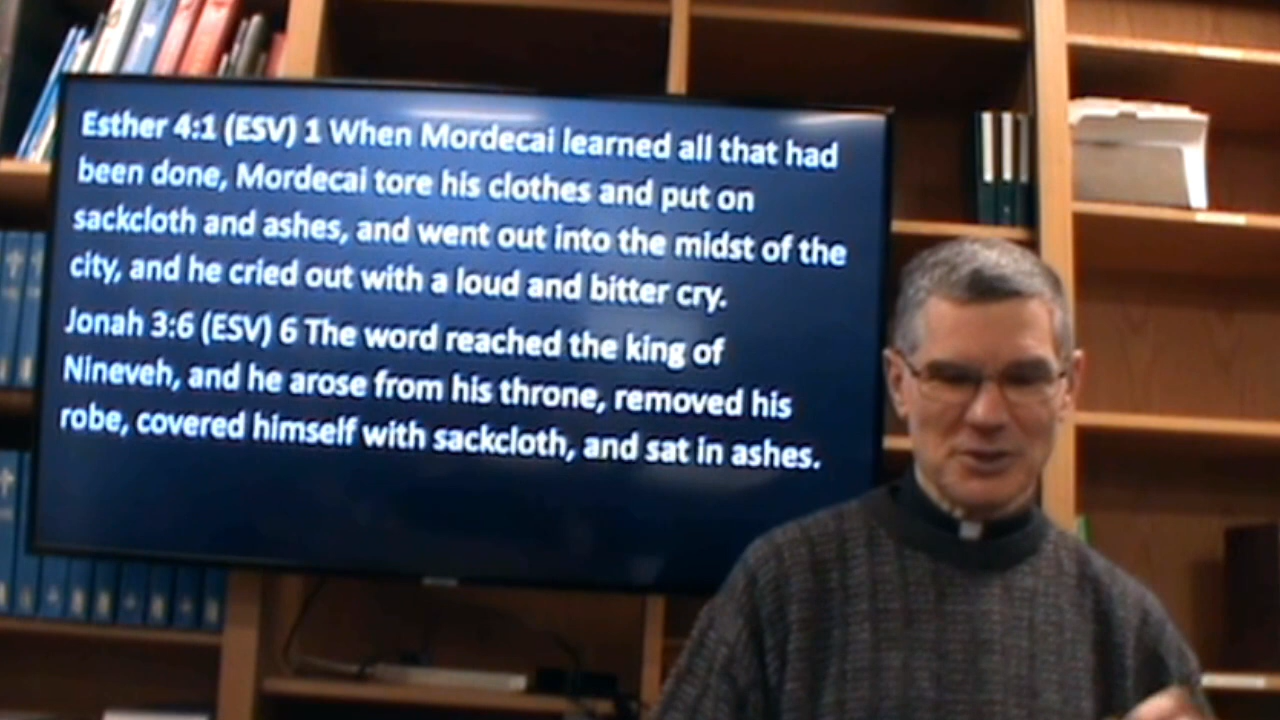 Esther 4:1 (ESV) 1 When Mordecai learned all that had
been done, Mordecai tore his clothes and put on
sackcloth and ashes, and went out into the midst of the
city, and he cried out with a loud and bitter cry.
Jonah 3:6 (ESV) 6 The word reached the king of
Nineveh, and he arose from his throne, removed his
robe, covered himself with sackcloth, and sat in ashes.